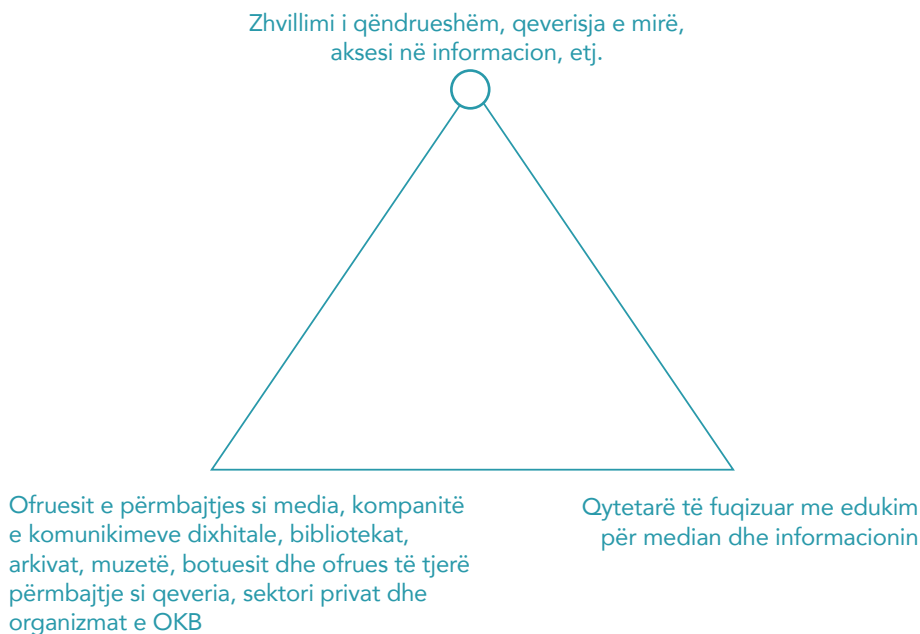 Zhvillimi i qëndrueshëm, qeverisja e mirë,
aksesi në informacion, etj.
Ofruesit e përmbajtjes si media, kompanitë
e komunikimeve dixhitale, bibliotekat,
arkivat, muzetë, botuesit dhe ofrues të tjerë
përmbajtje si qeveria, sektori privat dhe
organizmat e OKB
Qytetarë të fuqizuar me edukim
për median dhe informacionin